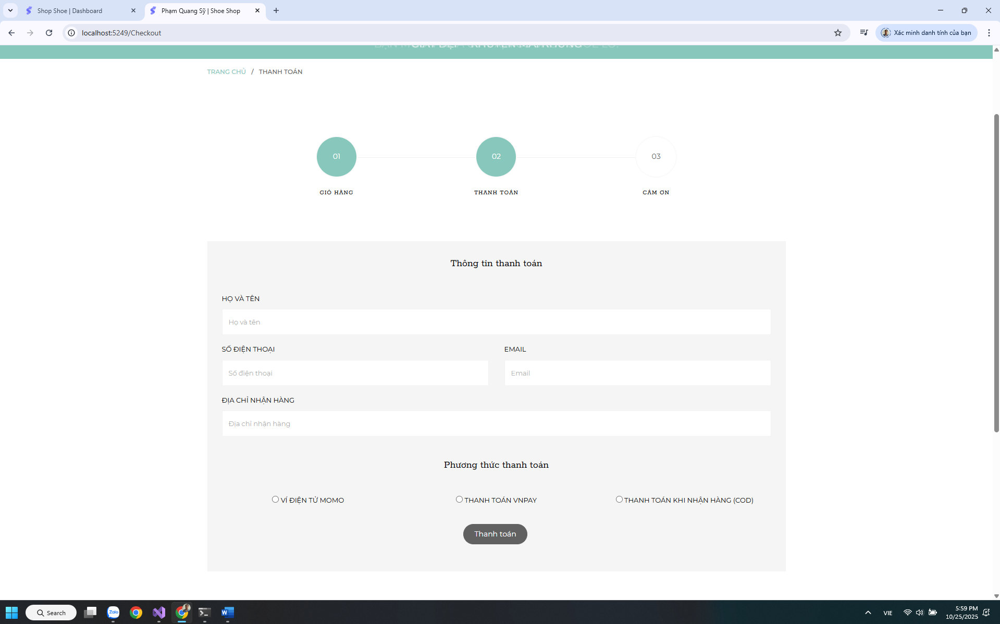 Shop Shoe | Dashboard
Phạm Quang Sỹ | Shoe Shop
localhost:5249/Checkout
Xác minh danh tính của bạn
TRANG CHỦ / THANH TOÁN
01
02
03
GIỎ HÀNG
THANH TOÁN
CẢM ƠN
Thông tin thanh toán
HỌ VÀ TÊN
Họ và tên
SỐ ĐIỆN THOẠI
EMAIL
Số điện thoại
Email
ĐỊA CHỈ NHẬN HÀNG
Địa chỉ nhận hàng
Phương thức thanh toán
VÍ ĐIỆN TỬ MOMO
THANH TOÁN VNPAY
THANH TOÁN KHI NHẬN HÀNG (COD)
Thanh toán
Search
Zalo
VIE
5:59 PM
10/25/2025